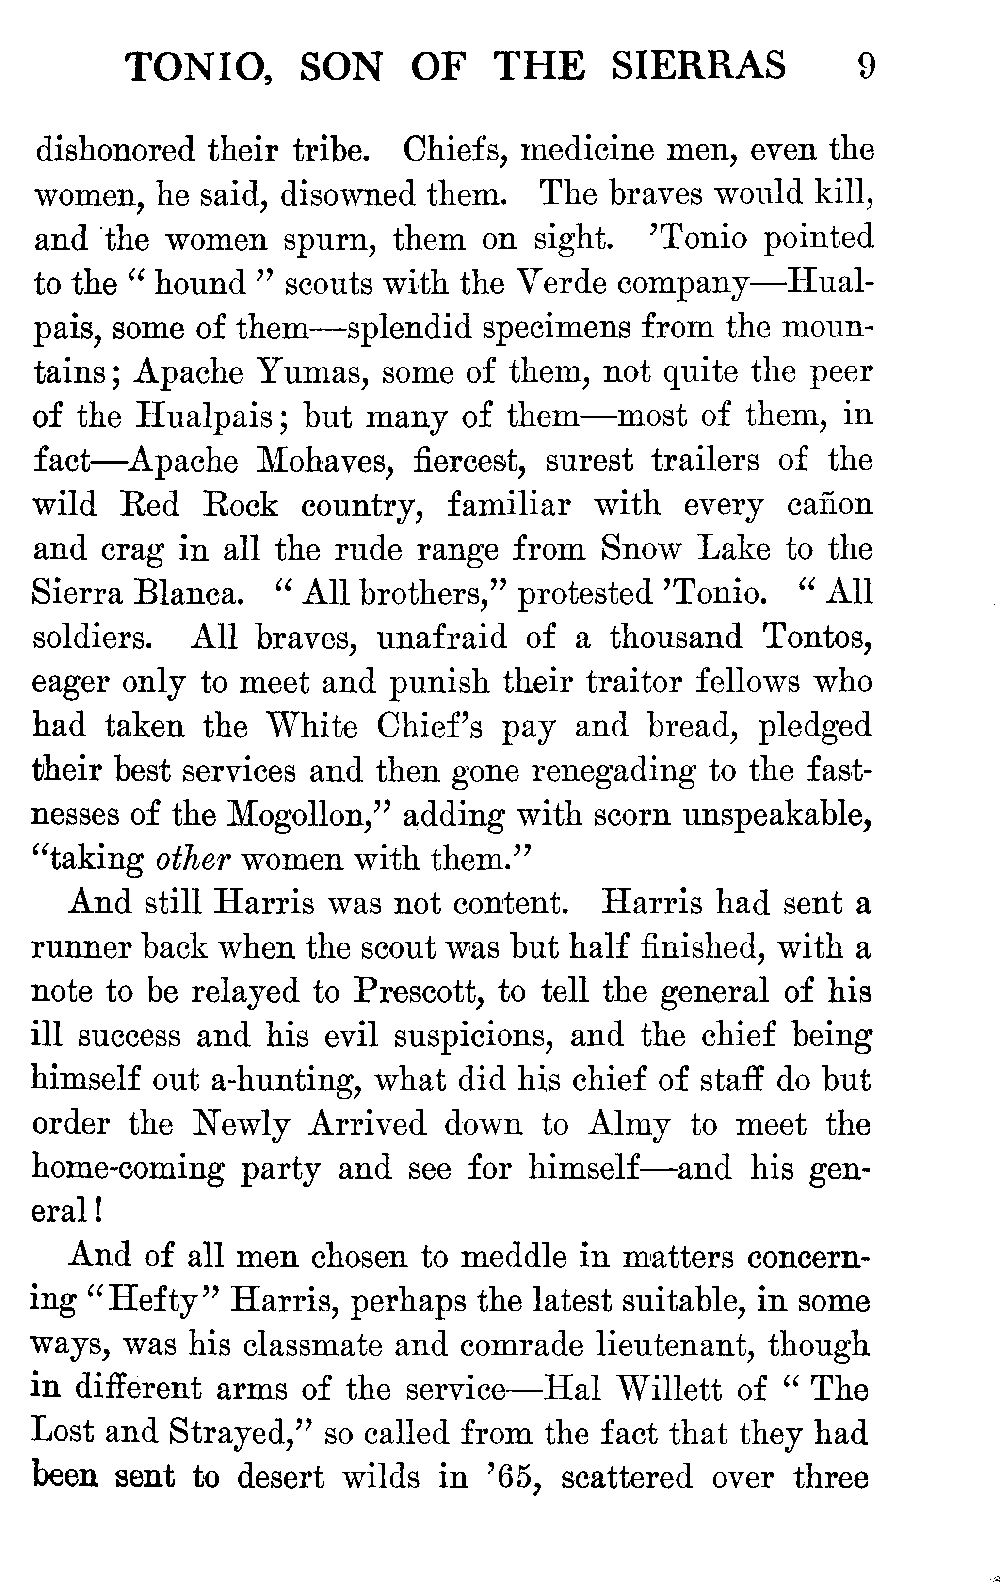 TONIO, SON OF THE SIERRAS 9
dishonored their tribe. Chiefs, medicine men, even the
women, he said, disowned them. The braves would kill,
and the women spurn, them on sight. ’Tonio pointed
to the “ hound ” scouts with the Verde company—Hual-
pais, some of them—splendid specimens from the moun-
tains; Apache Yumas, some of them, not quite the peer
of the Hualpais; but many of them—most of them, in
fact—Apache Mohaves, fiercest, surest trailers of the
wild Red Rock country, familiar with every cañon
and crag in all the rude range from Snow Lake to the
Sierra Blanca. “ All brothers,” protested ’Tonio. “ All
soldiers. All braves, unafraid of a thousand Tontos,
eager only to meet and punish their traitor fellows who
had taken the White Chief’s pay and bread, pledged
their best services and then gone renegading to the fast-
nesses of the Mogollon,” adding with scorn unspeakable,
“taking other women with them.”
And still Harris was not content. Harris had sent a
runner back when the scout was but half finished, with a
note to be relayed to Prescott, to tell the general of his
ill success and his evil suspicions, and the chief being
himself out a-hunting, what did his chief of staff do but
order the Newly Arrived down to Almy to meet the
home-coming party and see for himself—and his gen-
eral!
And of all men chosen to meddle in matters concern-
ing “Hefty” Harris, perhaps the latest suitable, in some
ways, was his classmate and comrade lieutenant, though
in different arms of the service—Hal Willett of “ The
Lost and Strayed,” so called from the fact that they had
been sent to desert wilds in ’65, scattered over three